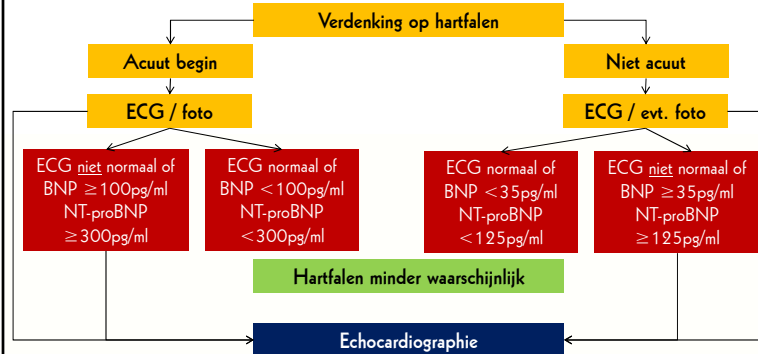 Verdenking op hartfalen
Acuut begin
Niet acuut
ECG / foto
ECG / evt. foto
ECG niet normaal of
BNP ≥100pg/ml
NT-proBNP
≥300pg/ml
ECG normaal of
BNP <100pg/ml
NT-proBNP
<300pg/ml
ECG normaal of
BNP <35pg/ml
NT-proBNP
<125pg/ml
ECG niet normaal of
BNP ≥35pg/ml
NT-proBNP
≥125pg/ml
Hartfalen minder waarschijnlijk
Echocardiographie